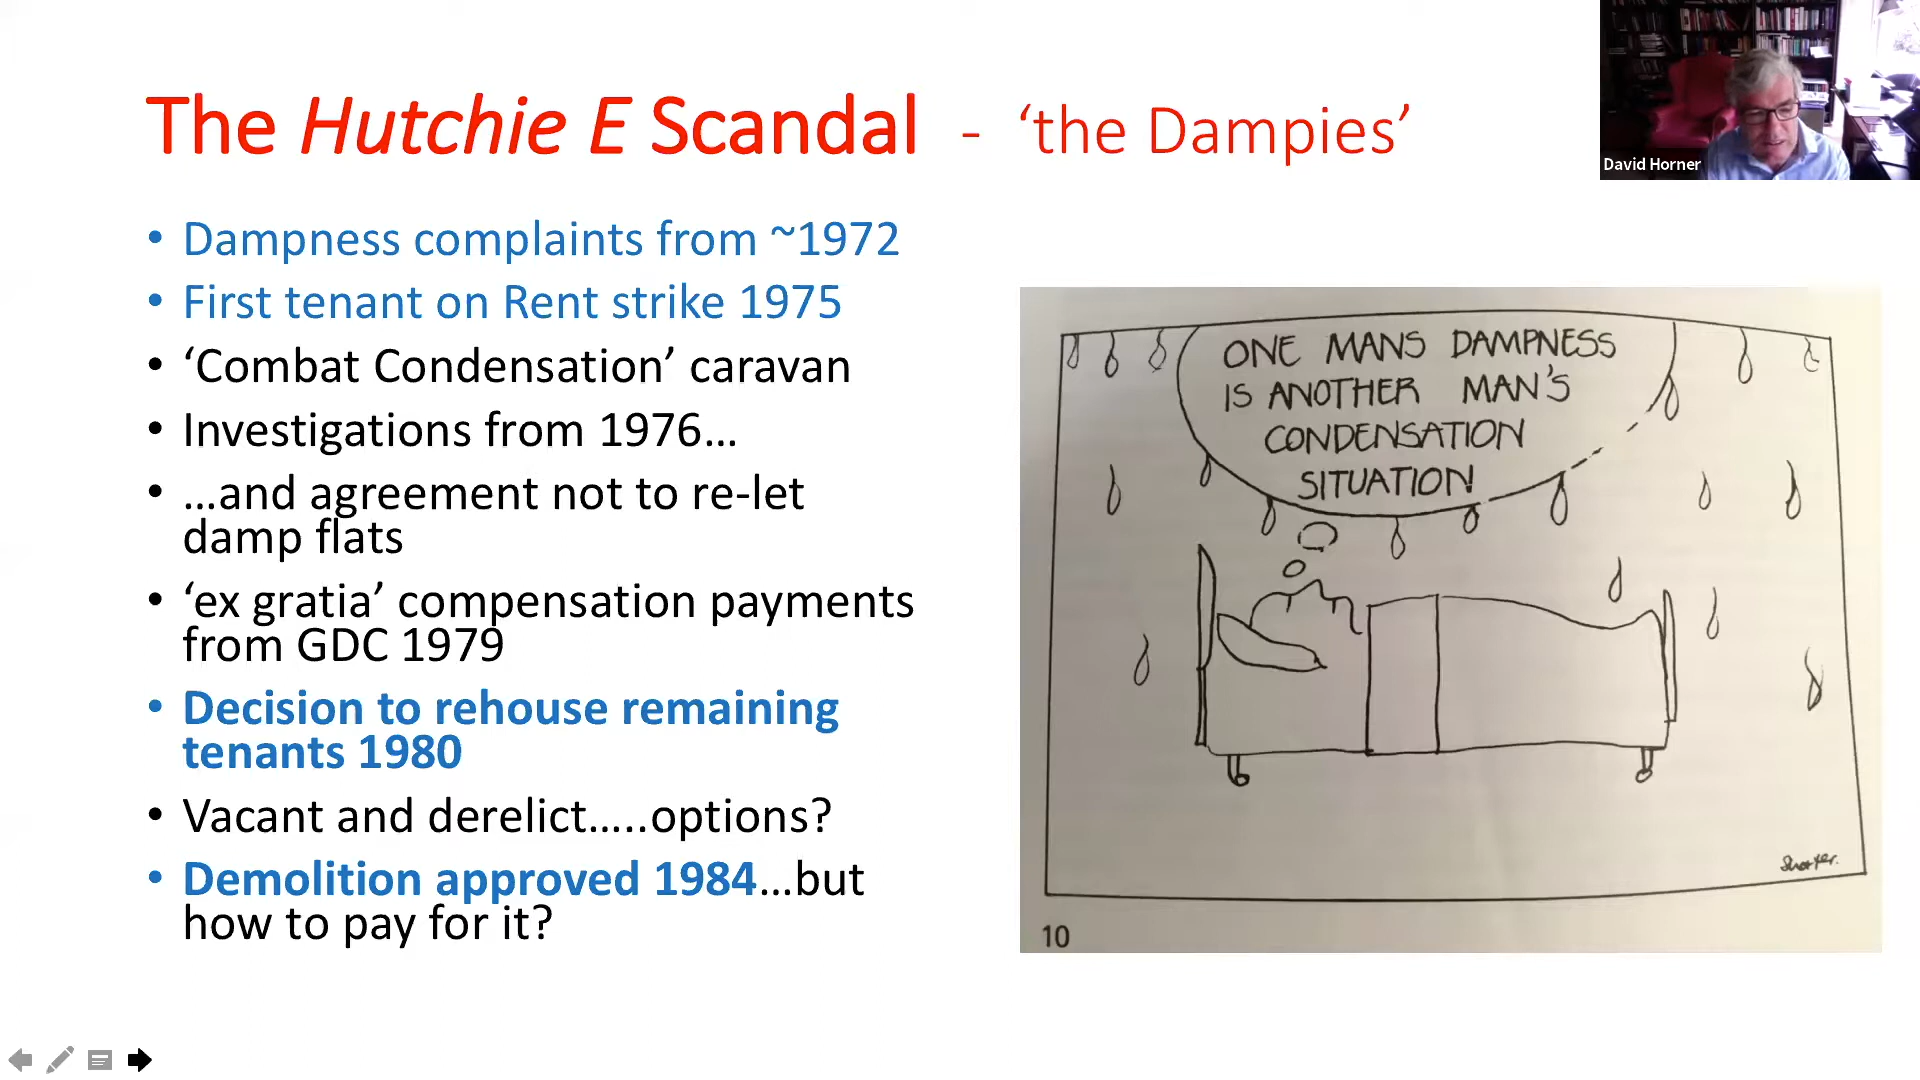 The Hutchie E Scandal - ‘the Dampies’
David Horner
• Dampness complaints from ~1972
• First tenant on Rent strike 1975
• ‘Combat Condensation’ caravan
• Investigations from 1976…
• …and agreement not to re-let
damp flats
• ‘ex gratia’ compensation payments
from GDC 1979
• Decision to rehouse remaining
tenants 1980
• Vacant and derelict…..options?
• Demolition approved 1984…but
how to pay for it?
ONE MANS DAMPNESS
IS ANOTHER MAN'S
CONDENSATION
SITUATION!
10